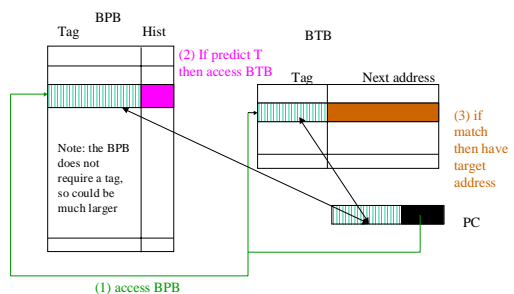 BPB
Tag Hist
(2) If predict T
then access BTB
BTB
Tag Next address
Note: the BPB
does not
require a tag,
so could be
much larger
(3) if
match
then have
target
address
PC
(1) access BPB